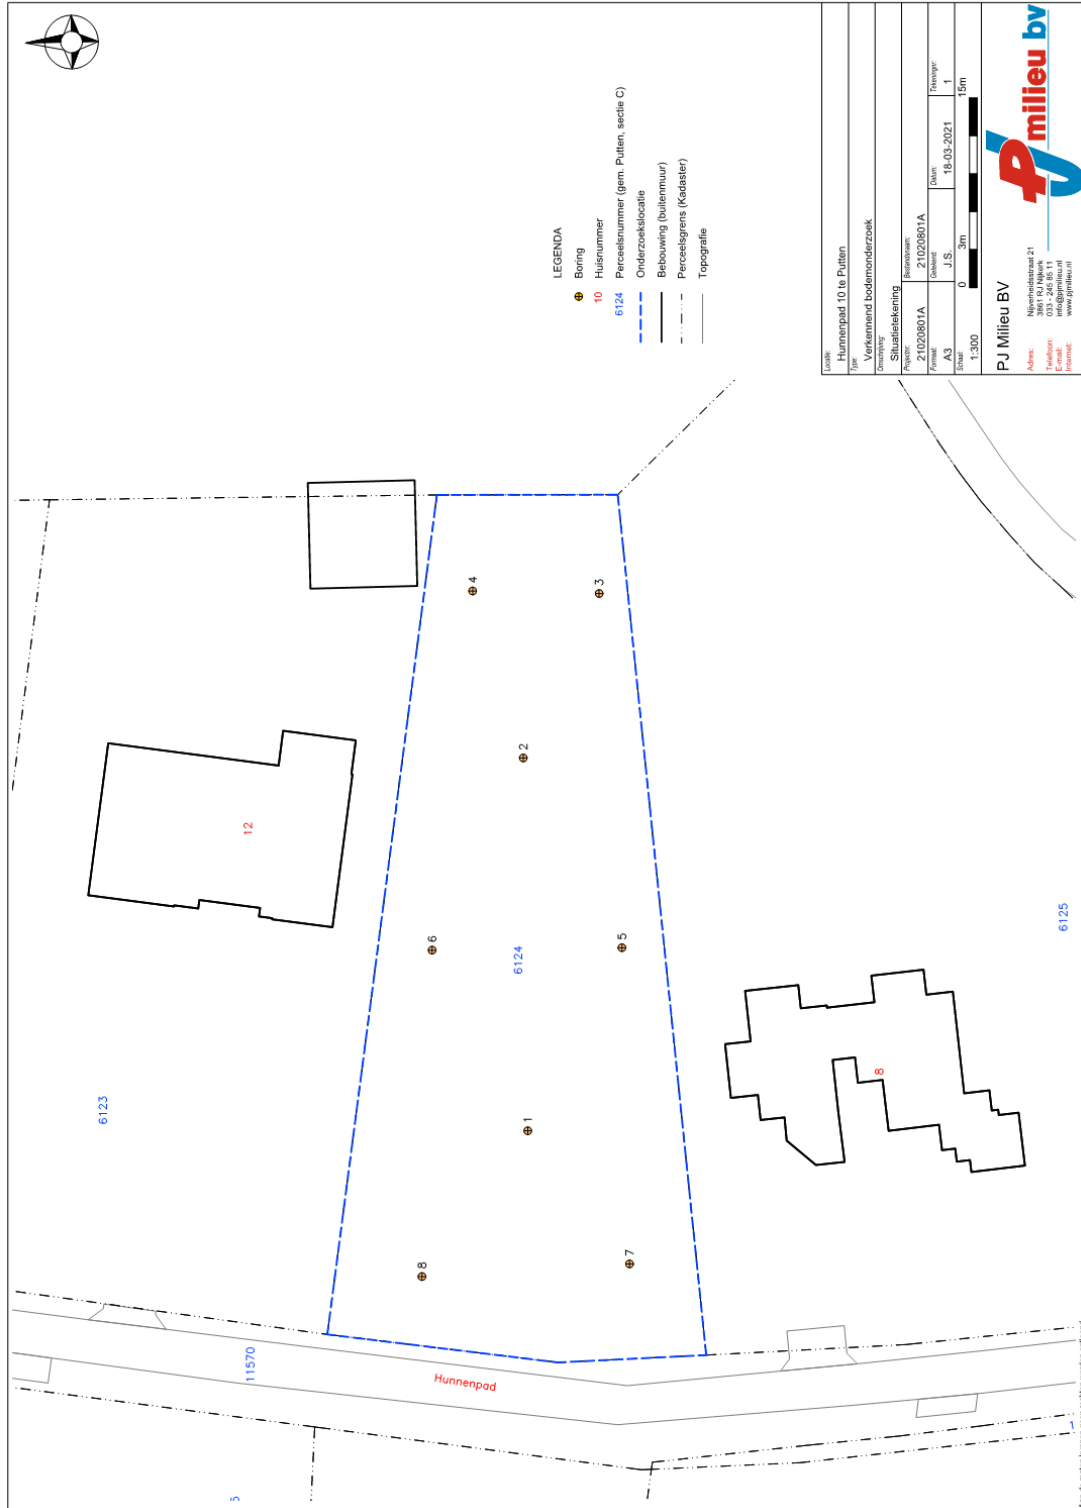 LEGENDA
Boring
10 Huisnummer
6124 Perceelsnummer (gem. Putten, sectie C)
Onderzoekslocatie
Bebouwing (buitenmuur)
Perceelsgrens (Kadaster)
Topografie
4
3
2
12
6
6124
5
6125
6123
8
1
8
7
11570
Hunnenpad
1
Locatie:
Hunnenpad 10 te Putten
Type:
Verkennend bodemonderzoek
Omschrijving:
Situatietekening
Projectnr: Bestandsnaam:
21020801A 21020801A
Formaat: Getekend: Datum: Tekeningnr:
A3 J.S. 18-03-2021 1
Schaal:
1:300 0 3m 15m
PJ Milieu BV
Adres: Nijverheidsstraat 21
3861 RJ Nijkerk
Telefoon: 033 - 245 85 11
E-mail: info@pjmilieu.nl
Internet: www.pjmilieu.nl
PJ milieu bv